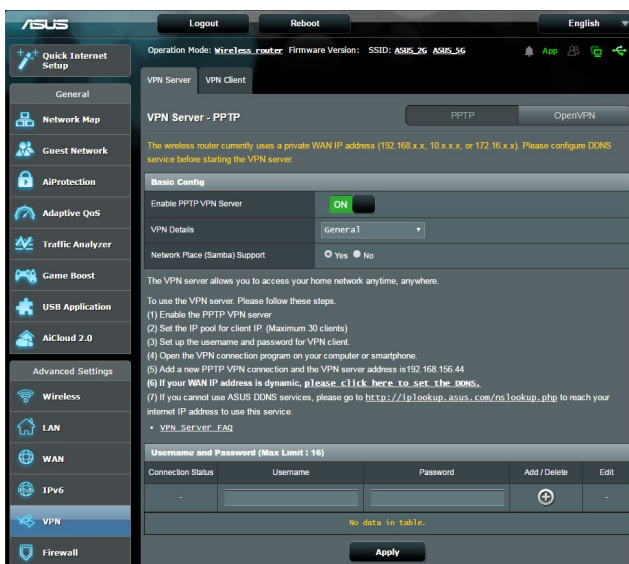 ASUS
Logout
Reboot
English
Quick Internet
Setup
Operation Mode: Wireless router Firmware Version: SSID: ASUS_2G ASUS_5G
App
General
Network Map
Guest Network
AiProtection
Adaptive QoS
Traffic Analyzer
Game Boost
USB Application
AiCloud 2.0
Advanced Settings
Wireless
LAN
WAN
IPv6
VPN
Firewall
VPN Server
VPN Client
VPN Server - PPTP
PPTP
OpenVPN
The wireless router currently uses a private WAN IP address (192.168.x.x, 10.x.x.x, or 172.16.x.x). Please configure DDNS
service before starting the VPN server.
Basic Config
Enable PPTP VPN Server
ON
VPN Details
General
Network Place (Samba) Support
Yes
No
The VPN server allows you to access your home network anytime, anywhere.
To use the VPN server. Please follow these steps.
(1) Enable the PPTP VPN server
(2) Set the IP pool for client IP. (Maximum 30 clients)
(3) Set up the username and password for VPN client.
(4) Open the VPN connection program on your computer or smartphone.
(5) Add a new PPTP VPN connection and the VPN server address is192.168.156.44
(6) If your WAN IP address is dynamic, please click here to set the DDNS.
(7) If you cannot use ASUS DDNS services, please go to http://iplookup.asus.com/nslookup.php to reach your
internet IP address to use this service.
• VPN Server FAQ
Username and Password (Max Limit : 16)
Connection Status
Username
Password
Add / Delete
Edit
-
-
No data in table.
Apply